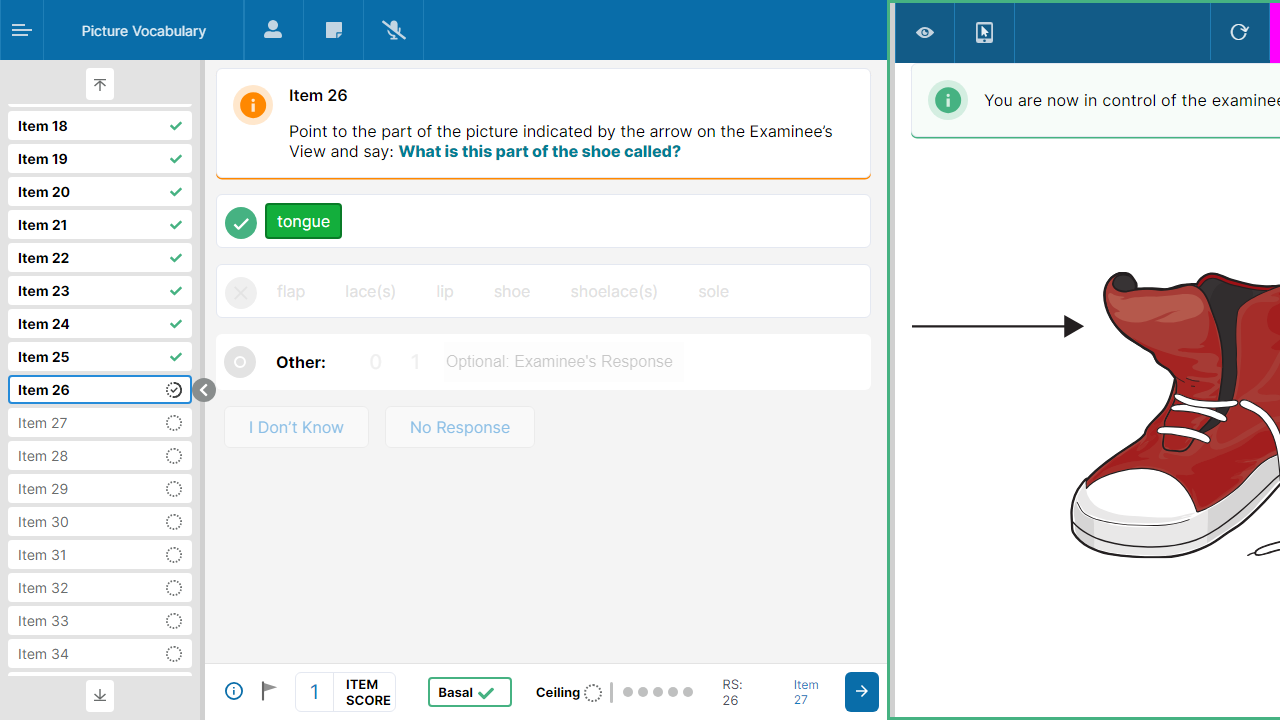 Picture Vocabulary
Item 18
Item 19
Item 20
Item 21
Item 22
Item 23
Item 24
Item 25
Item 26
Item 27
Item 28
Item 29
Item 30
Item 31
Item 32
Item 33
Item 34
Item 26
Point to the part of the picture indicated by the arrow on the Examinee’s
View and say: What is this part of the shoe called?
tongue
flap lace(s) lip shoe shoelace(s) sole
Other: 0 1 Optional: Examinee's Response
I Don’t Know No Response
1 ITEM
SCORE
Basal
Ceiling
RS:
26
Item
27
You are now in control of the examinee